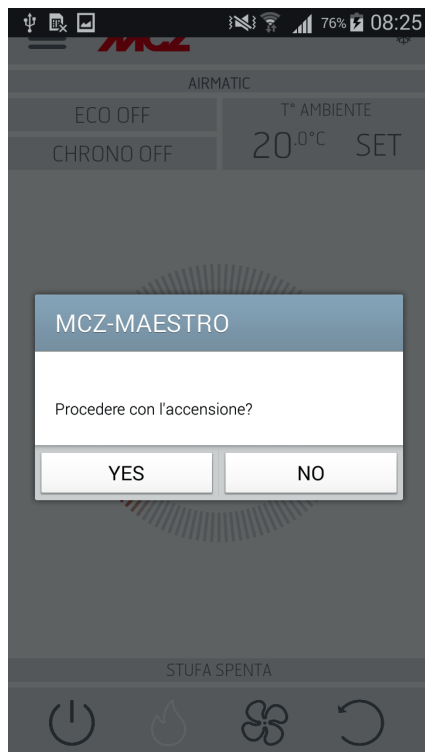 76% 08:25
MCZ
AIRMATIC
ECO OFF
T° AMBIENTE
CHRONO OFF
20.0°C SET
MCZ-MAESTRO
Procedere con l'accensione?
YES NO
STUFA SPENTA